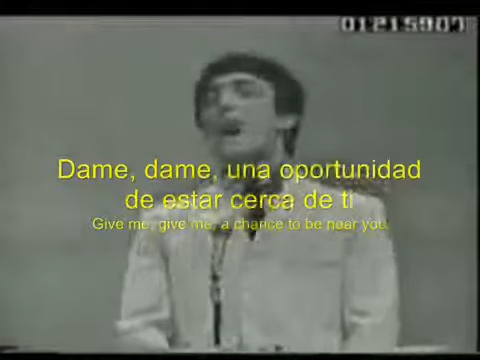 01215907
Dame, dame, una oportunidad
de estar cerca de ti
Give me, give me, a chance to be near you.